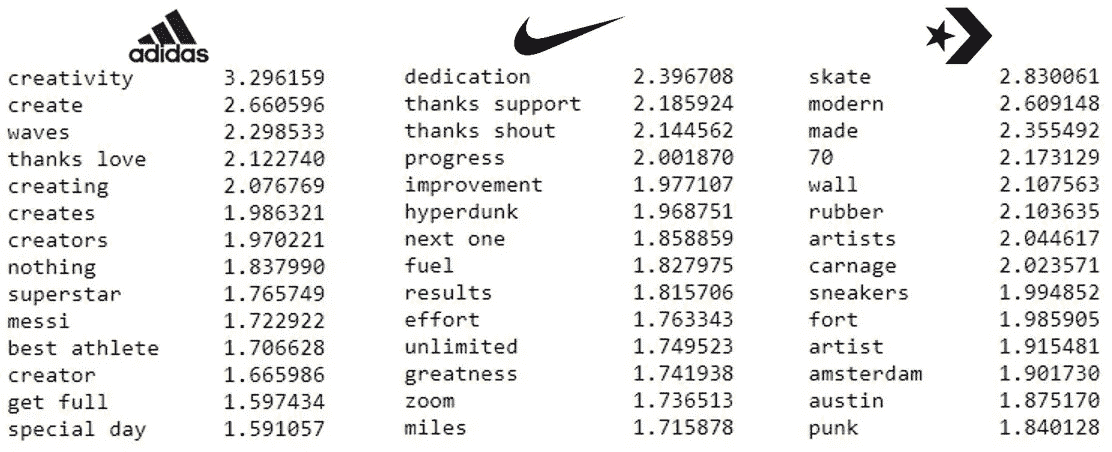 adidas
creativity 3.296159
create 2.660596
waves 2.298533
thanks love 2.122740
creating 2.076769
creates 1.986321
creators 1.970221
nothing 1.837990
superstar 1.765749
messi 1.722922
best athlete 1.706628
creator 1.665986
get full 1.597434
special day 1.591057
dedication 2.396708
thanks support 2.185924
thanks shout 2.144562
progress 2.001870
improvement 1.977107
hyperdunk 1.968751
next one 1.858859
fuel 1.827975
results 1.815706
effort 1.763343
unlimited 1.749523
greatness 1.741938
zoom 1.736513
miles 1.715878
skate 2.830061
modern 2.609148
made 2.355492
70 2.173129
wall 2.107563
rubber 2.103635
artists 2.044617
carnage 2.023571
sneakers 1.994852
fort 1.985905
artist 1.915481
amsterdam 1.901730
austin 1.875170
punk 1.840128